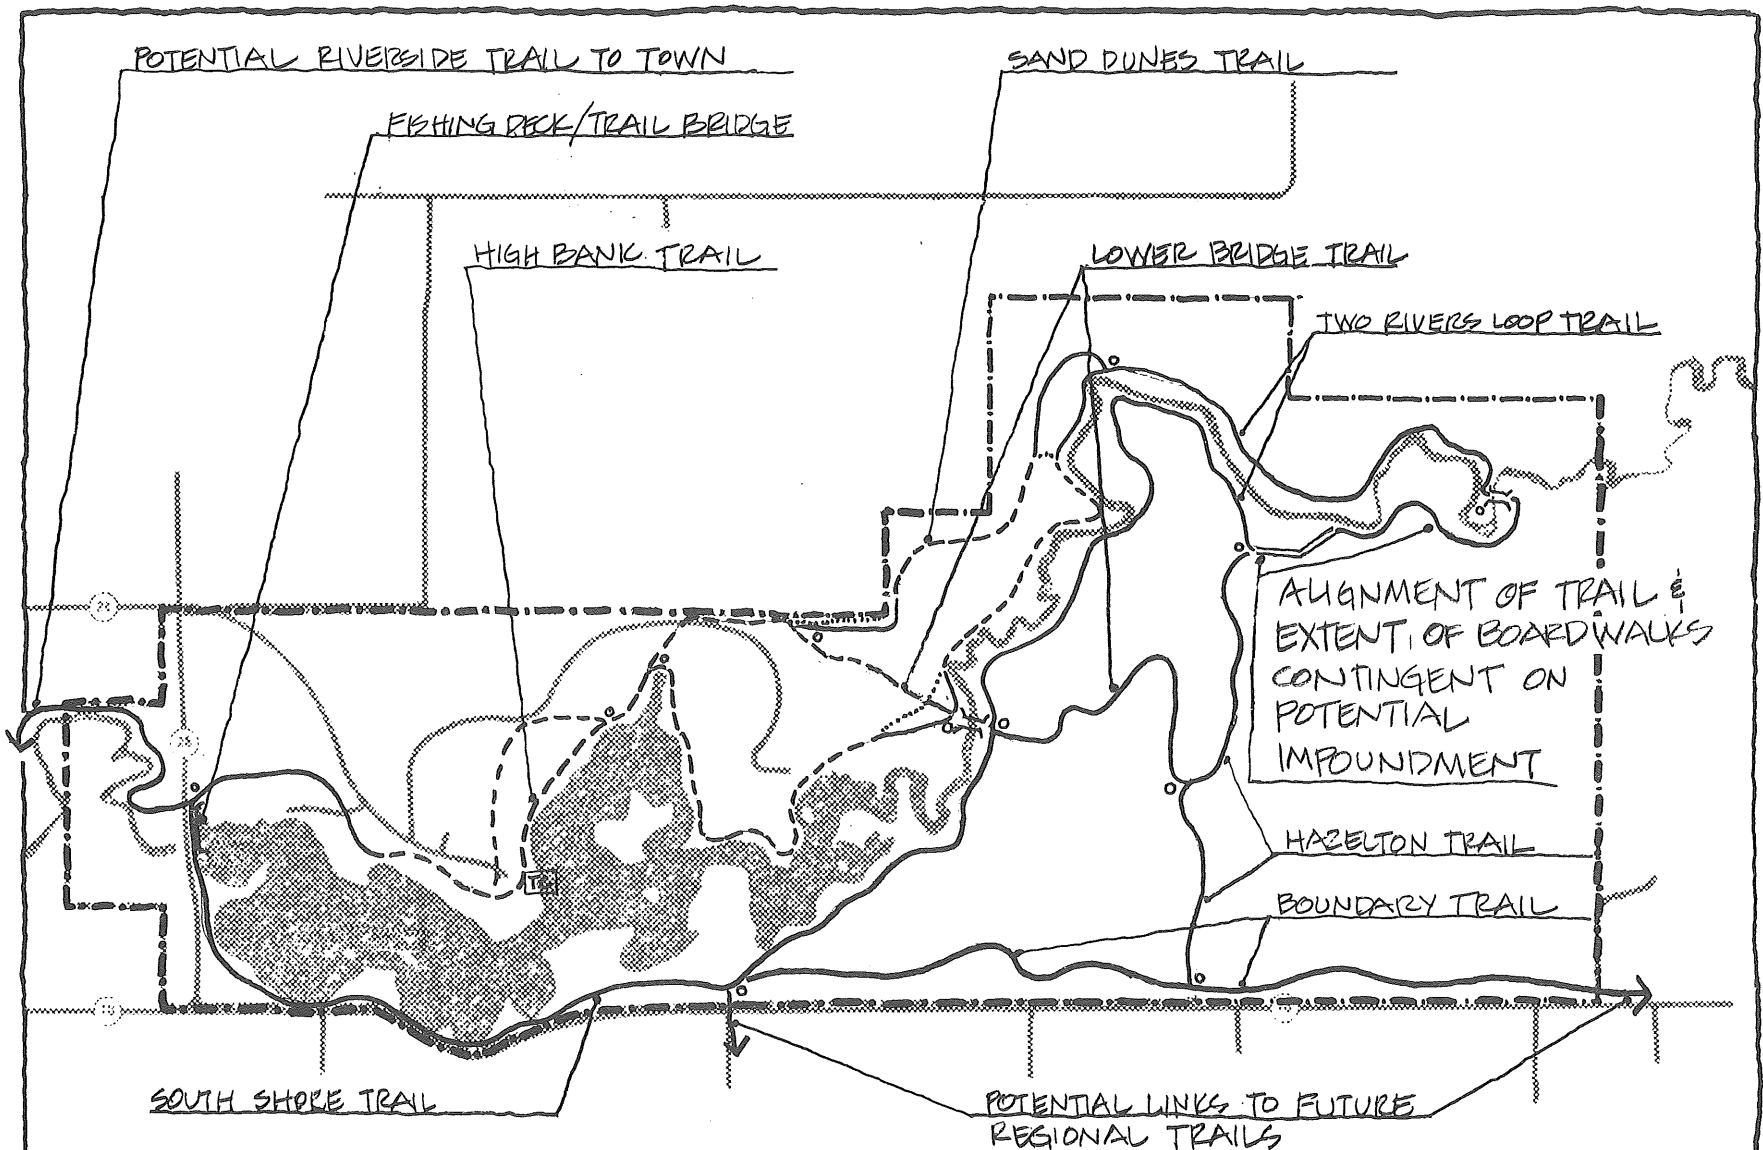 POTENTIAL RIVERSIDE TRAIL TO TOWN
SAND DUNES TRAIL
FISHING DECK/TRAIL BRIDGE
HIGH BANK TRAIL
LOWER BRIDGE TRAIL
TWO RIVERS LOOP TRAIL
ALIGNMENT OF TRAIL &
EXTENT OF BOARDWALKS
CONTINGENT ON
POTENTIAL
IMPOUNDMENT
HAZELTON TRAIL
BOUNDARY TRAIL
SOUTH SHORE TRAIL
POTENTIAL LINKS TO FUTURE
REGIONAL TRAILS